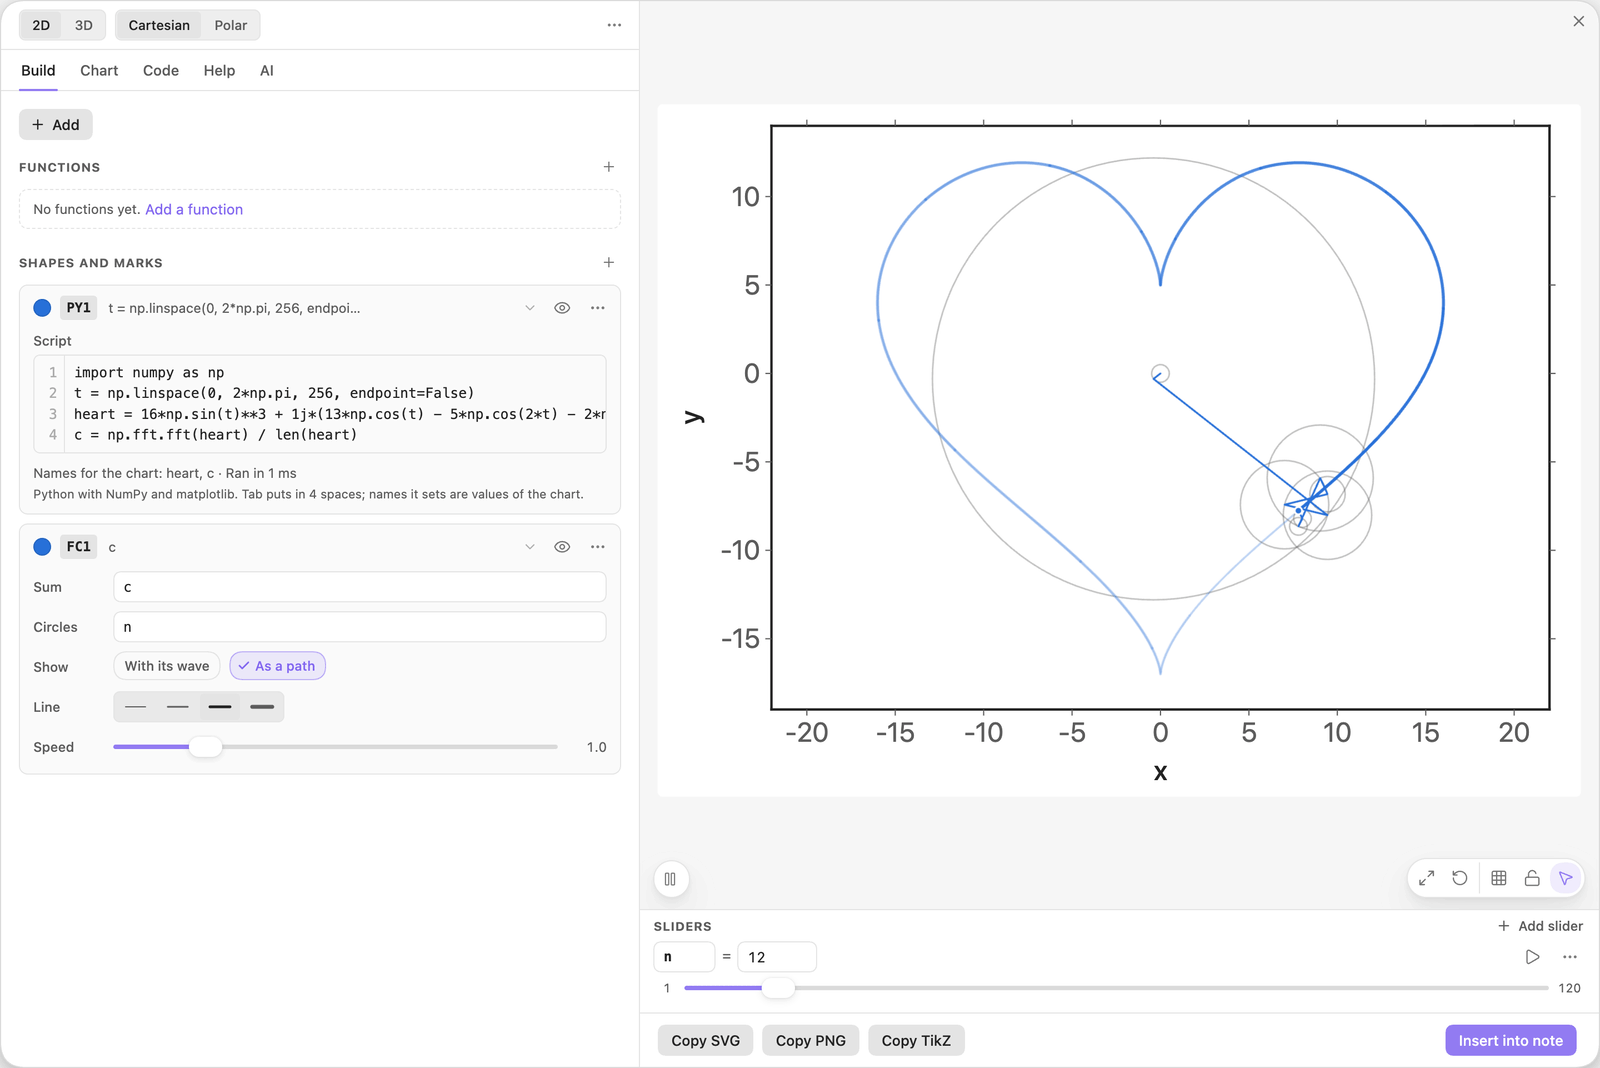 2D 3D Cartesian Polar
Build Chart Code Help AI
+ Add
FUNCTIONS
No functions yet. Add a function
SHAPES AND MARKS
PY1 t = np.linspace(0, 2*np.pi, 256, endpoi...
Script
1 import numpy as np
2 t = np.linspace(0, 2*np.pi, 256, endpoint=False)
3 heart = 16*np.sin(t)**3 + 1j*(13*np.cos(t) - 5*np.cos(2*t) - 2*
4 c = np.fft.fft(heart) / len(heart)
Names for the chart: heart, c · Ran in 1 ms
Python with NumPy and matplotlib. Tab puts in 4 spaces; names it sets are values of the chart.
FC1 c
Sum c
Circles n
Show With its wave ✓ As a path
Line
Speed 1.0
10
5
0
-5
-10
-15
y
-20 -15 -10 -5 0 5 10 15 20
x
SLIDERS + Add slider
n = 12
1 120
Copy SVG Copy PNG Copy TikZ Insert into note